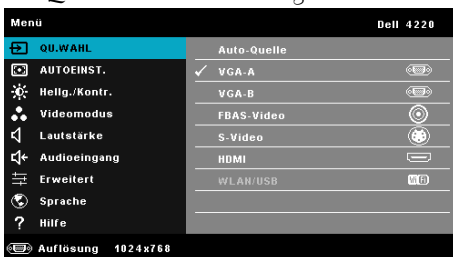 Menü Dell 4220
QU.WAHL Auto-Quelle
AUTOEINST. VGA-A
Hellg./Kontr. VGA-B
Videomodus FBAS-Video
Lautstärke S-Video
Audioeingang HDMI
Erweitert WLAN/USB WiFi
Sprache
Hilfe
Auflösung 1024x768